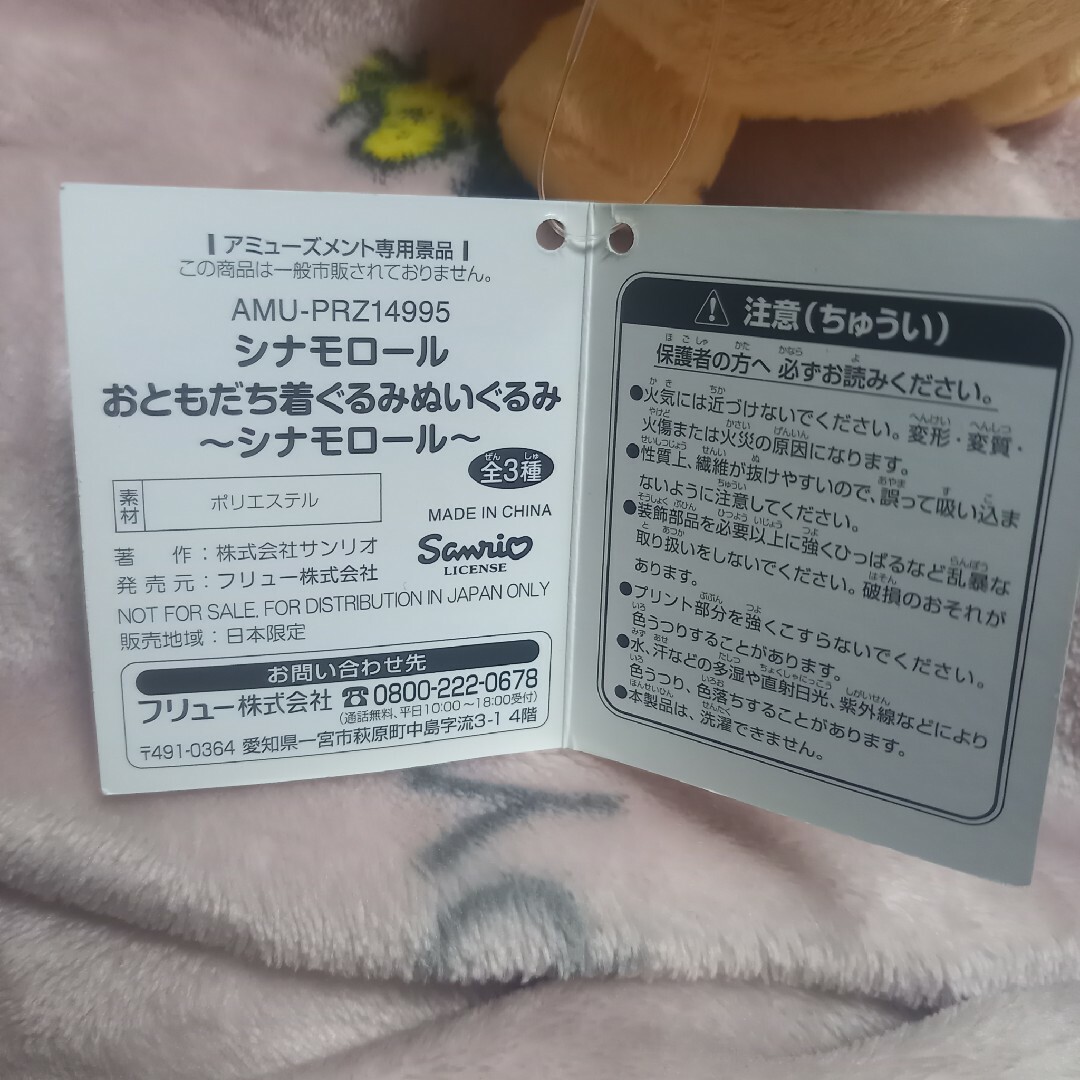 アミューズメント専用景品
この商品は一般市販されておりません。
AMU-PRZ14995
シナモロール
おともだち着ぐるみぬいぐるみ
～シナモロール～
全3種
素材 ポリエステル
MADE IN CHINA
著 作：株式会社サンリオ
発売元：フリュー株式会社
Sanrio
LICENSE
NOT FOR SALE, FOR DISTRIBUTION IN JAPAN ONLY
販売地域：日本限定
お問い合わせ先
フリュー株式会社 ☎0800-222-0678
(通話無料、平日10:00～18:00受付)
〒491-0364 愛知県一宮市萩原町中島字流3-1 4階
注意(ちゅうい)
保護者の方へ 必ずお読みください。
●火気には近づけないでください。変形・変質・
火傷または火災の原因になります。
●性質上、繊維が抜けやすいので、誤って吸い込ま
ないように注意してください。
●装飾部品を必要以上に強くひっぱるなど乱暴な
取り扱いをしないでください。破損のおそれが
あります。
●プリント部分を強くこすらないでください。
色うつりすることがあります。
●水、汗などの多湿や直射日光、紫外線などにより
色うつり、色落ちすることがあります。
●本製品は、洗濯できません。